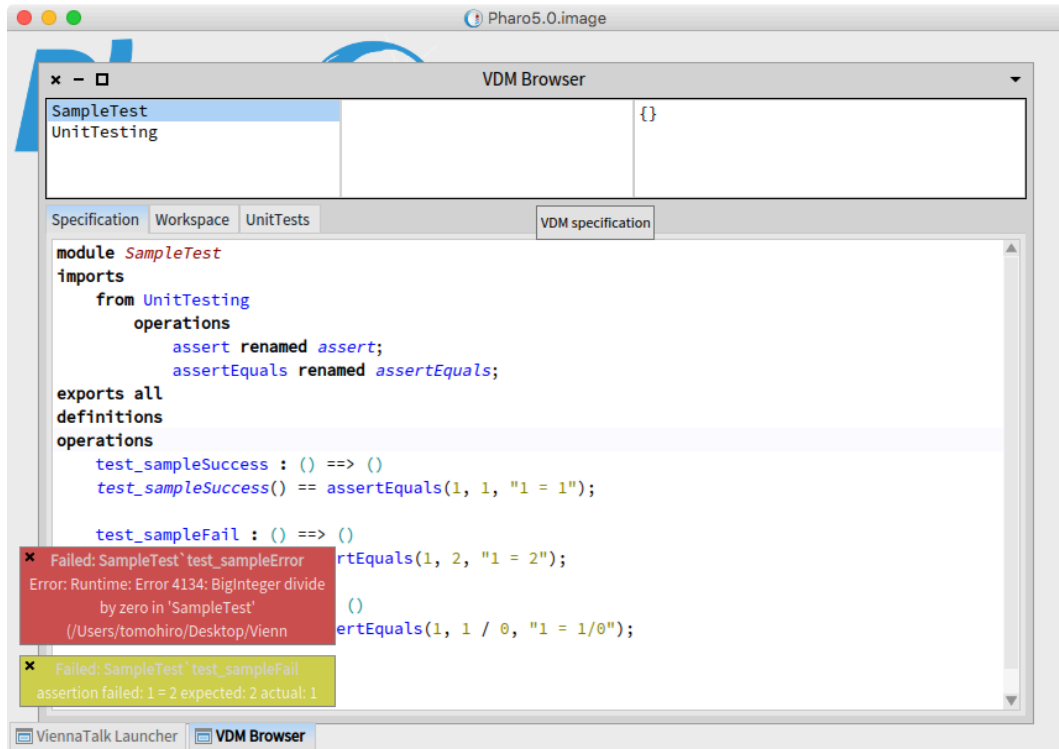 Pharo5.0.image
VDM Browser
SampleTest
UnitTesting
{}
Specification Workspace UnitTests
VDM specification
module SampleTest
imports
from UnitTesting
operations
assert renamed assert;
assertEquals renamed assertEquals;
exports all
definitions
operations
test_sampleSuccess : () ==> ()
test_sampleSuccess() == assertEquals(1, 1, "1 = 1");
test_sampleFail : () ==> ()
rtEquals(1, 2, "1 = 2");
()
ertEquals(1, 1 / 0, "1 = 1/0");
Failed: SampleTest`test_sampleError
Error: Runtime: Error 4134: BigInteger divide
by zero in 'SampleTest'
(/Users/tomohiro/Desktop/Vienn
Failed: SampleTest`test_sampleFail
assertion failed: 1 = 2 expected: 2 actual: 1
ViennaTalk Launcher VDM Browser